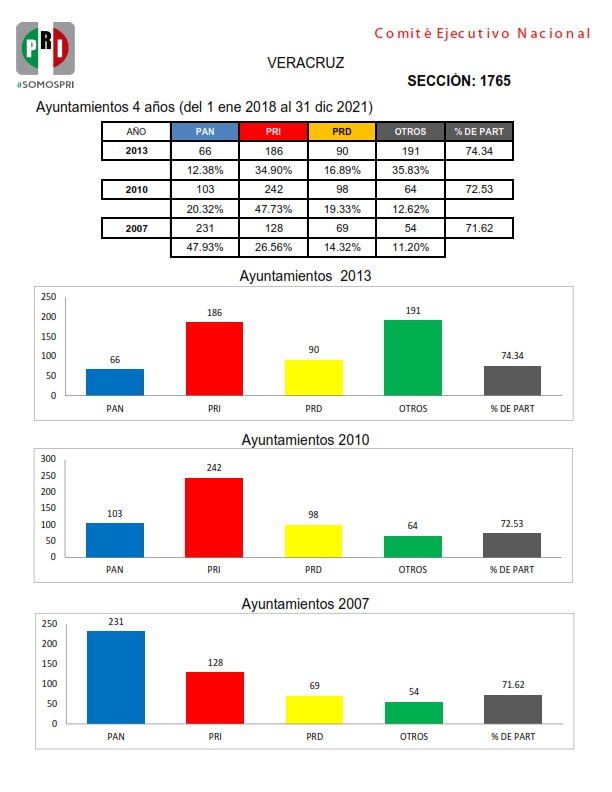 PRI
Comité Ejecutivo Nacional
#SOMOSPRI
VERACRUZ
SECCIÓN: 1765
Ayuntamientos 4 años (del 1 ene 2018 al 31 dic 2021)
AÑO PAN PRI PRD OTROS % DE PART
2013 66 186 90 191 74.34
12.38% 34.90% 16.89% 35.83%
2010 103 242 98 64 72.53
20.32% 47.73% 19.33% 12.62%
2007 231 128 69 54 71.62
47.93% 26.56% 14.32% 11.20%
Ayuntamientos 2013
250
200
150
100
50
0
66 186 90 191 74.34
PAN PRI PRD OTROS % DE PART
Ayuntamientos 2010
300
250
200
150
100
50
0
103 242 98 64 72.53
PAN PRI PRD OTROS % DE PART
Ayuntamientos 2007
250
200
150
100
50
0
231 128 69 54 71.62
PAN PRI PRD OTROS % DE PART